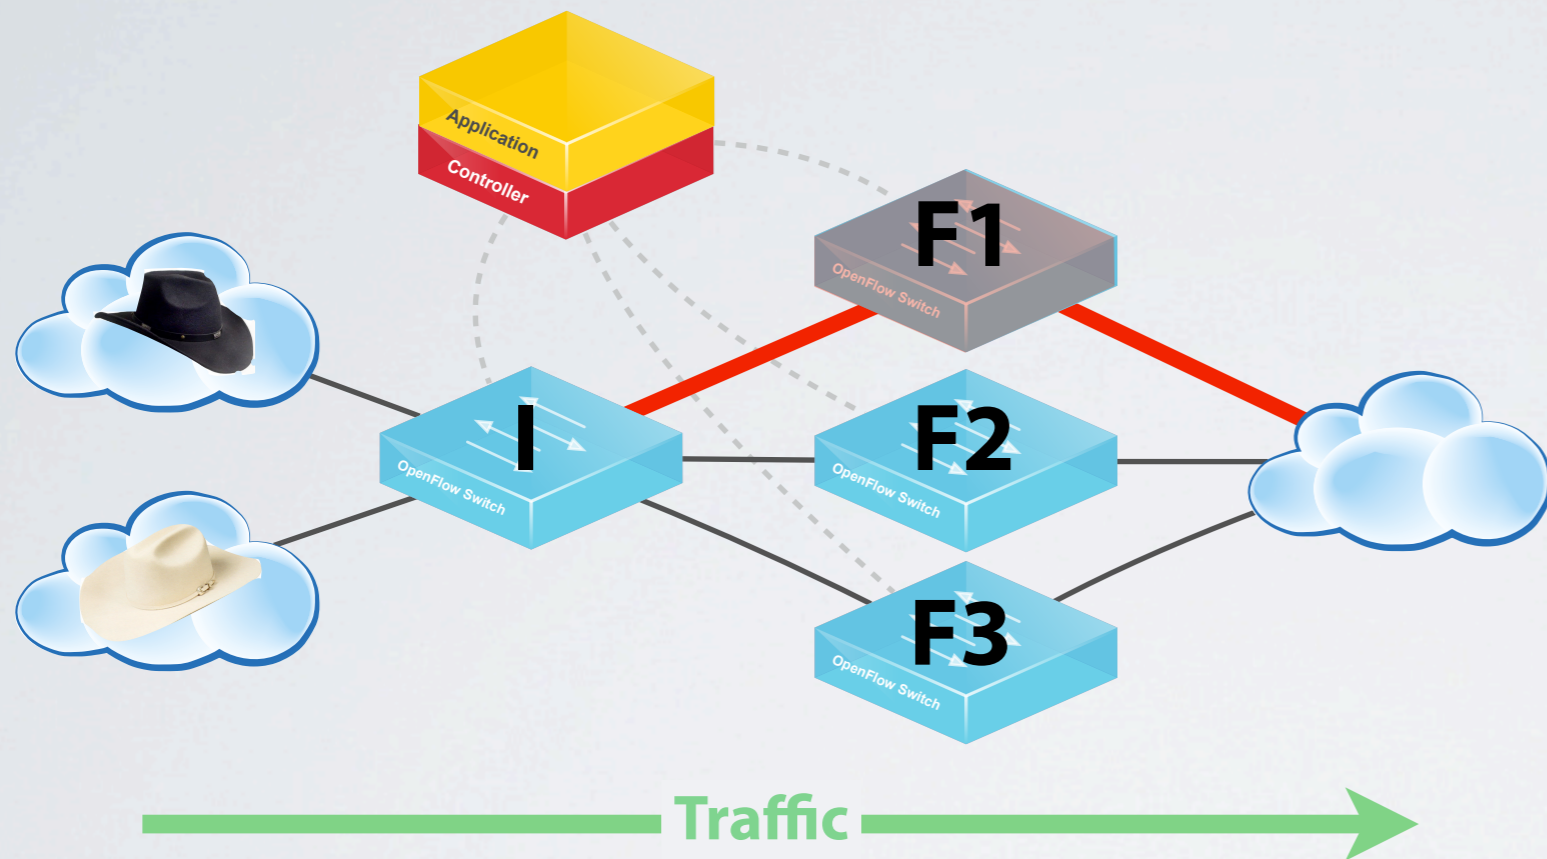 Application
Controller
F1
OpenFlow Switch
I
OpenFlow Switch
F2
OpenFlow Switch
F3
OpenFlow Switch
Traffic